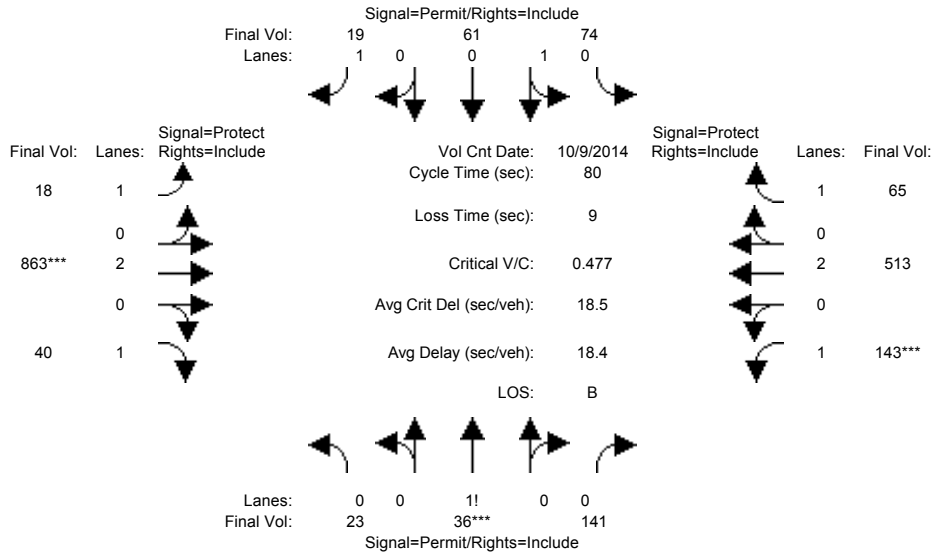 Signal=Permit/Rights=Include
Final Vol: 19 61 74
Lanes: 1 0 0 1 0
Signal=Protect Signal=Protect
Final Vol: Lanes: Rights=Include Vol Cnt Date: 10/9/2014 Rights=Include Lanes: Final Vol:
Cycle Time (sec): 80
18 1 1 65
Loss Time (sec): 9
0 0
863*** 2 Critical V/C: 0.477 2 513
0 Avg Crit Del (sec/veh): 18.5 0
40 1 Avg Delay (sec/veh): 18.4 1 143***
LOS: B
Lanes: 0 0 1! 0 0
Final Vol: 23 36*** 141
Signal=Permit/Rights=Include